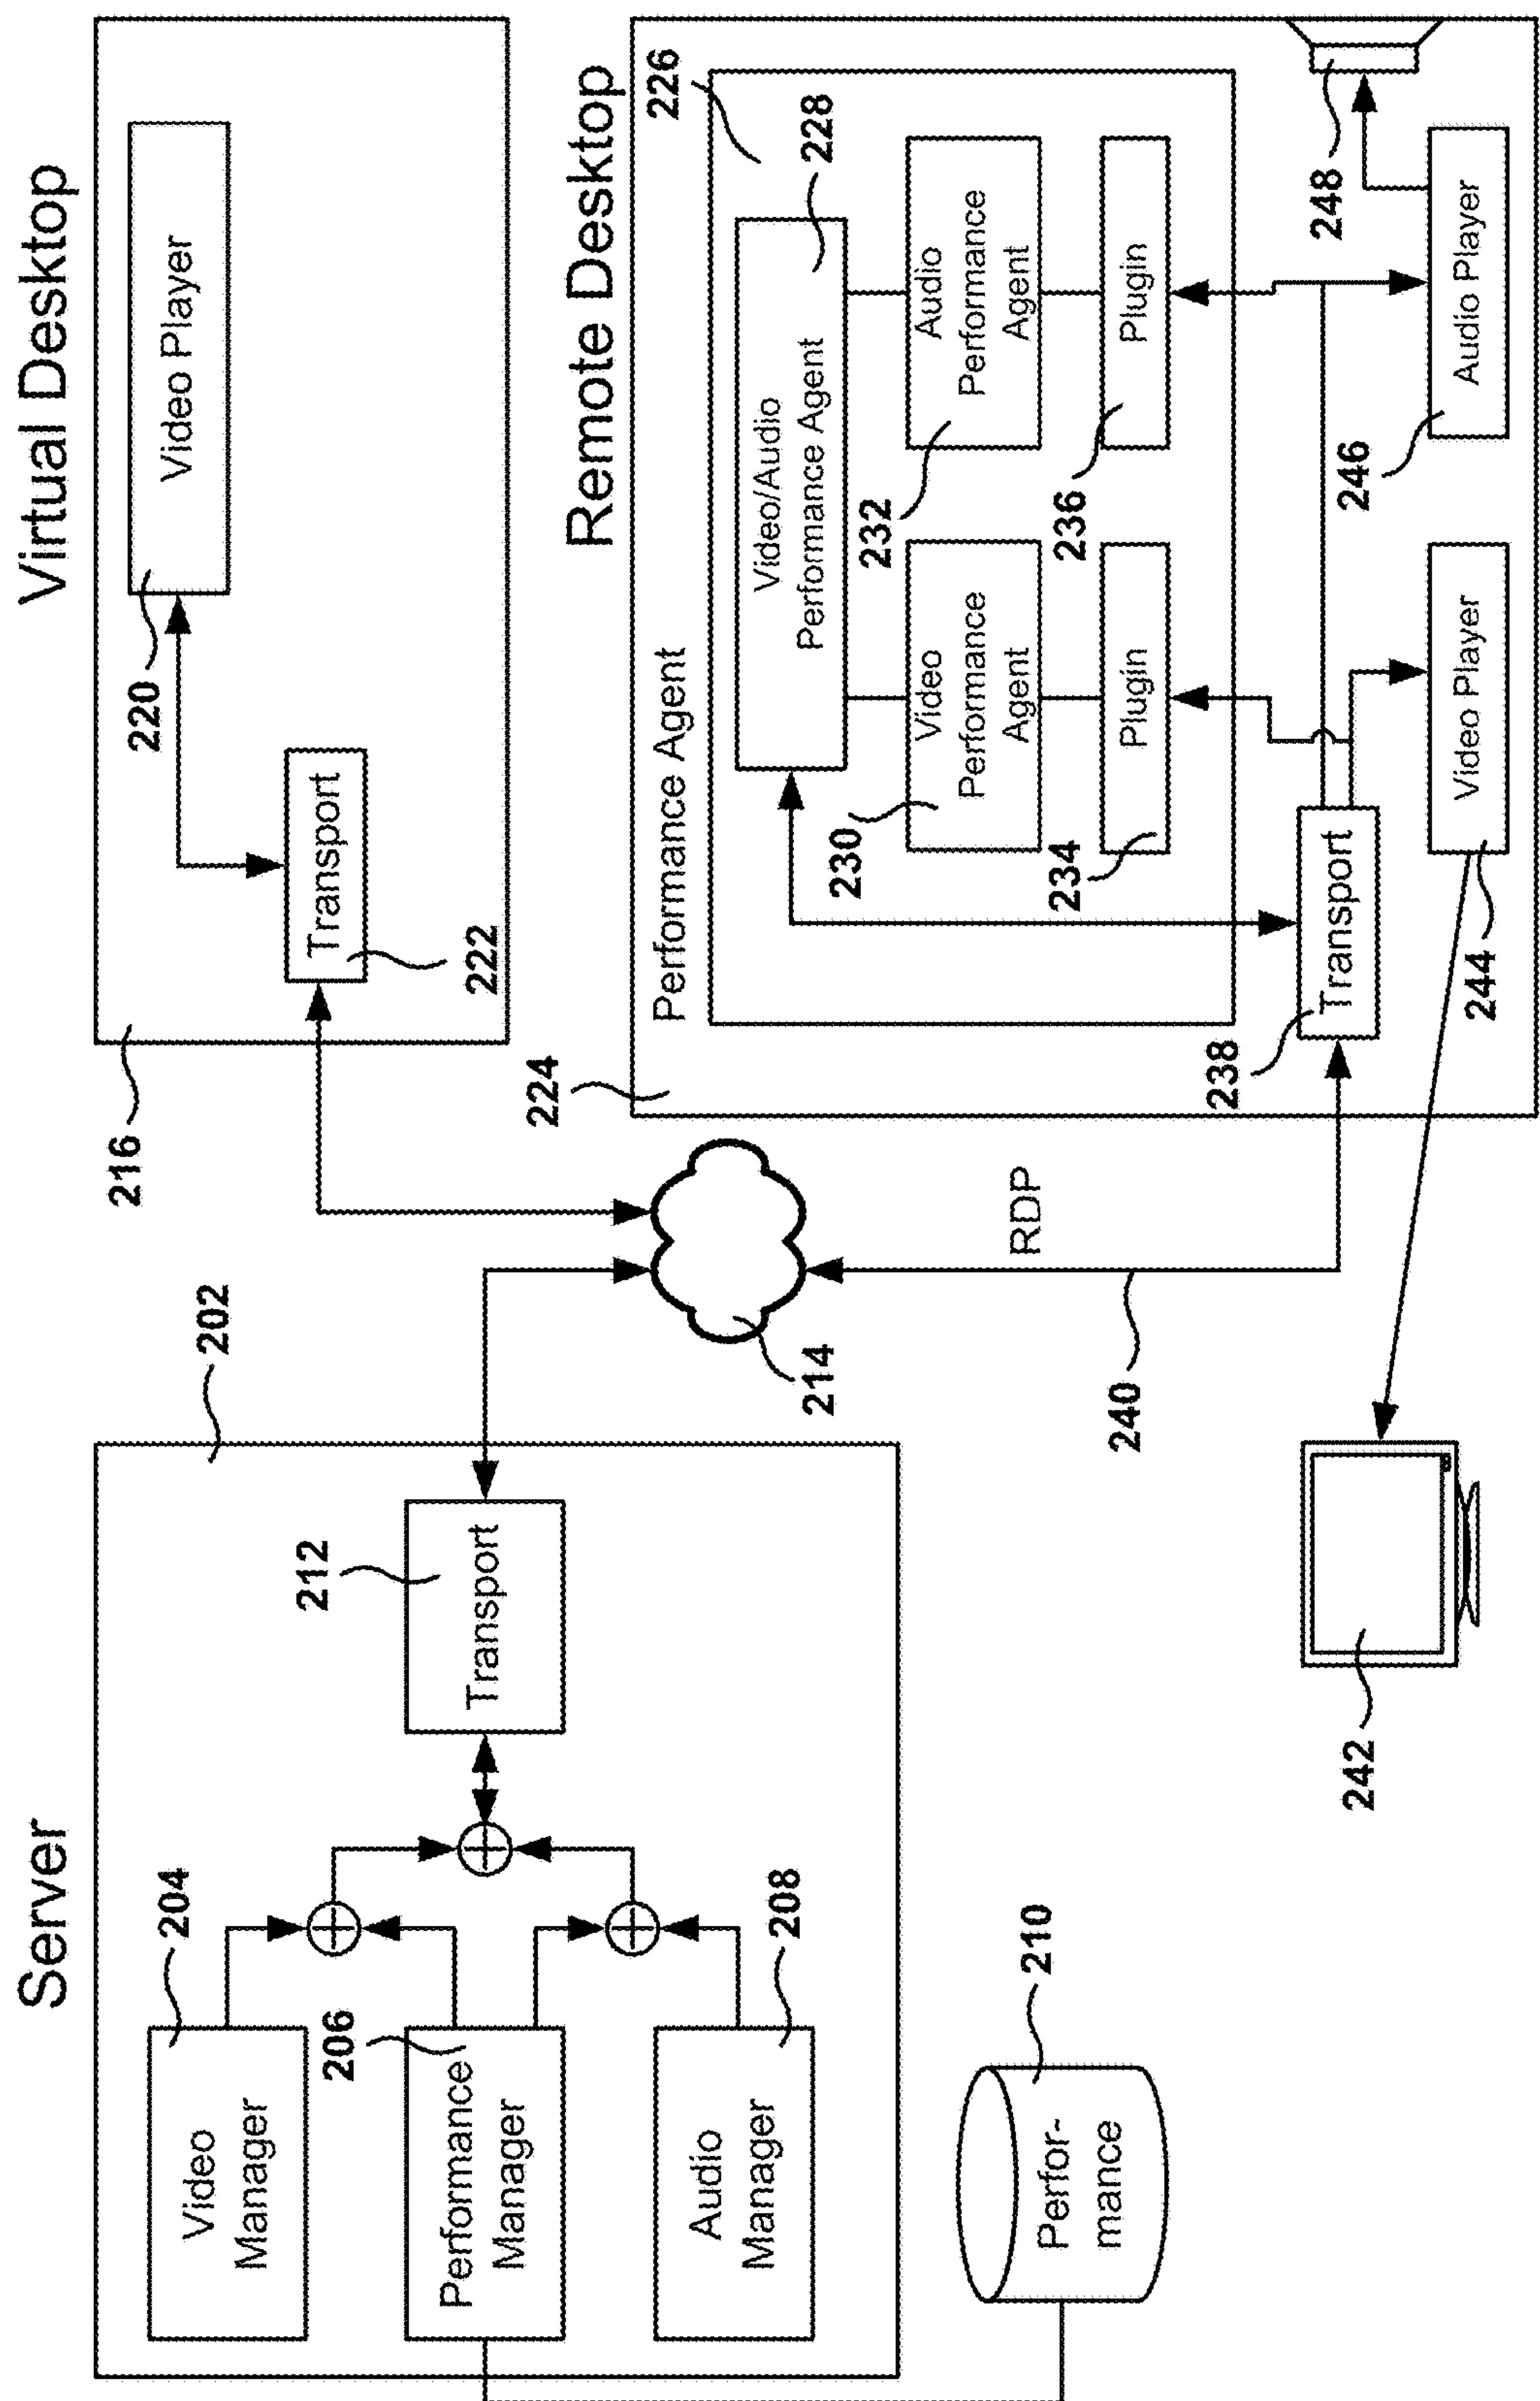 Server
202
204
Video
Manager
206
Performance
Manager
208
Audio
Manager
212
Transport
210
Perfor-
mance
214
RDP
240
242
Virtual Desktop
216
220
Video Player
Transport
222
Remote Desktop
224
Performance Agent
226
Video/Audio
Performance Agent
228
230
Video
Performance
Agent
232
Audio
Performance
Agent
234
Plugin
236
Plugin
238
Transport
244
Video Player
246
Audio Player
248